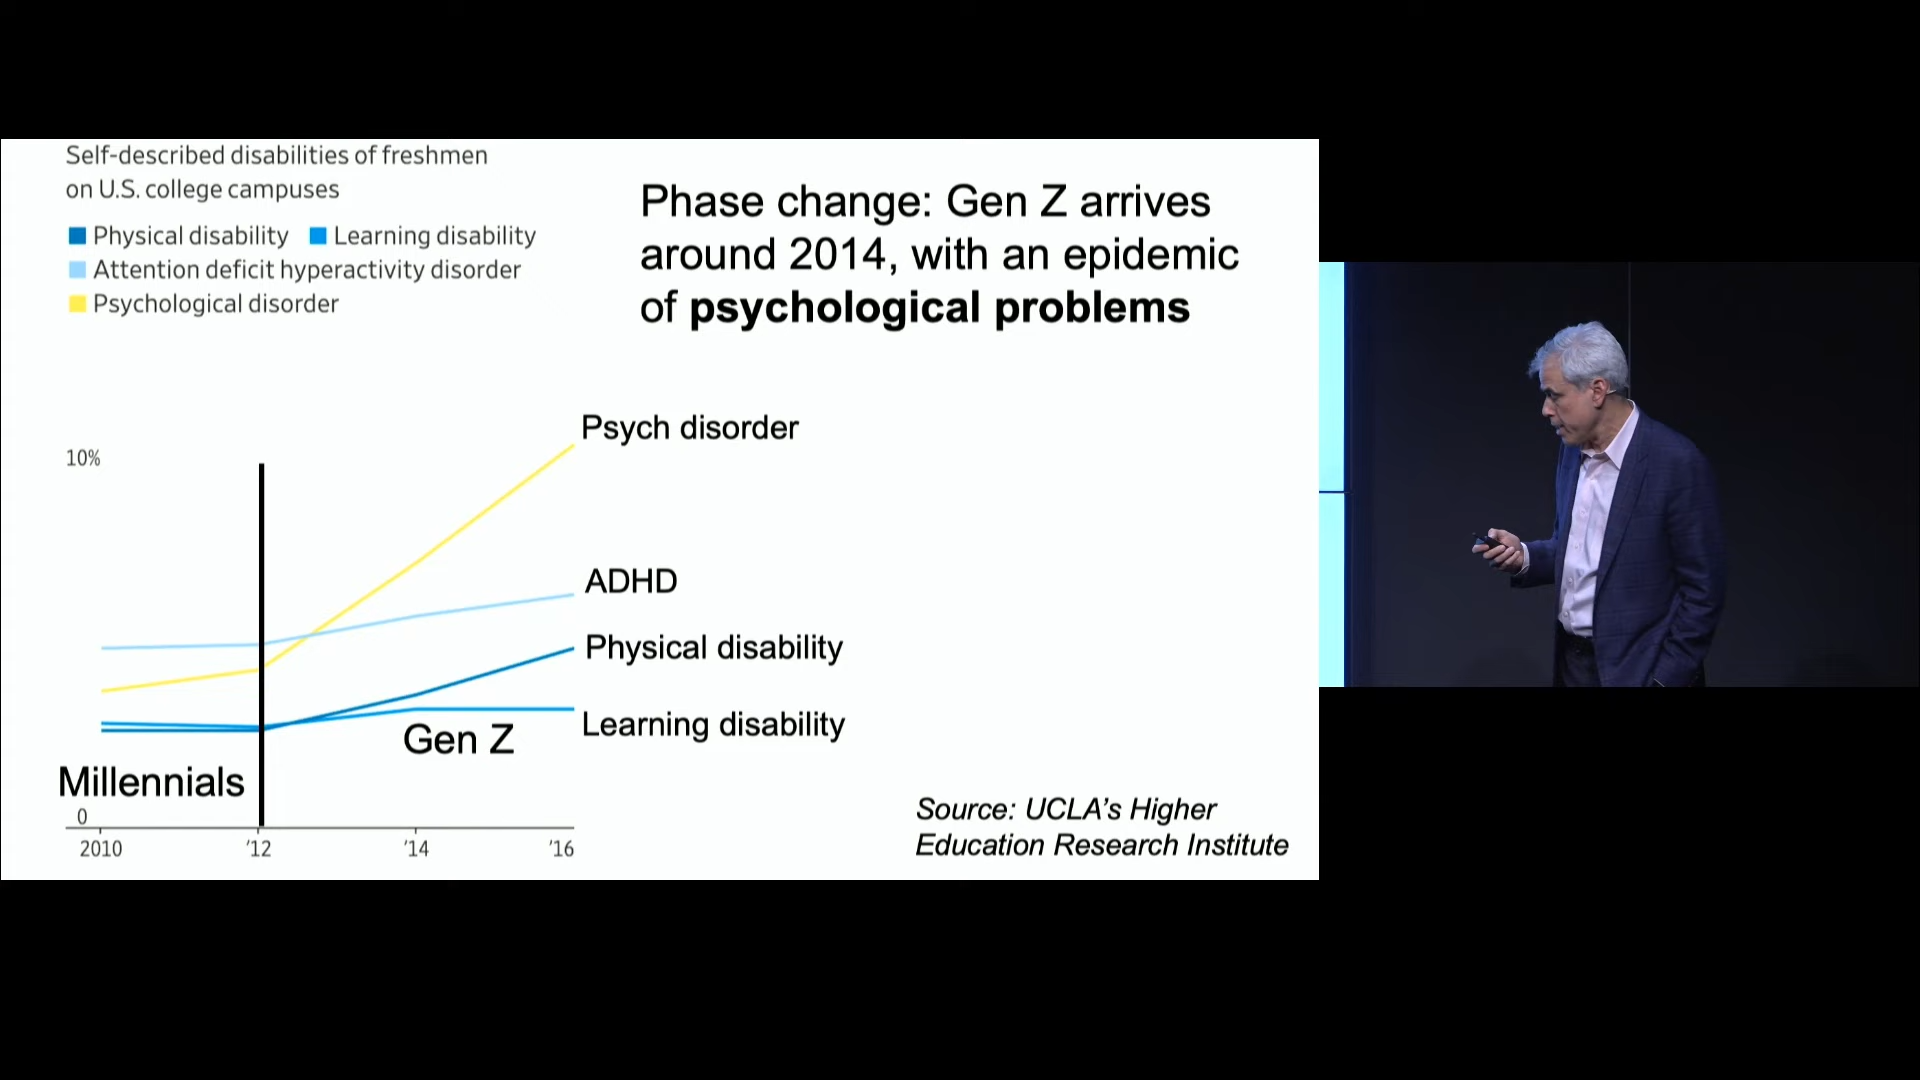 Self-described disabilities of freshmen
on U.S. college campuses
Physical disability Learning disability
Attention deficit hyperactivity disorder
Psychological disorder
Phase change: Gen Z arrives
around 2014, with an epidemic
of psychological problems
10%
Psych disorder
ADHD
Physical disability
Learning disability
Gen Z
Millennials
0
2010 '12 '14 '16
Source: UCLA's Higher
Education Research Institute